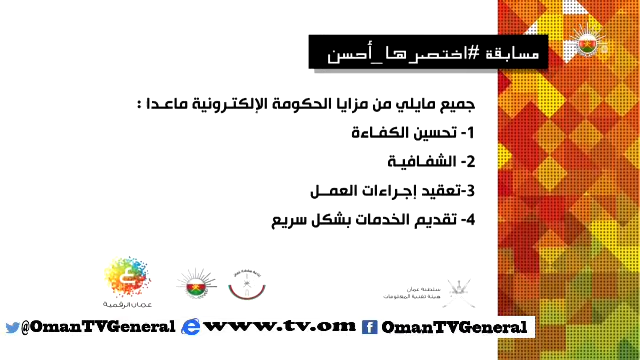 مسابقة #اختصرها_أحسن
جميع مايلي من مزايا الحكومة الإلكترونية ماعدا :
1- تحسين الكفاءة
2- الشفافية
3-تعقيد إجراءات العمل
4- تقديم الخدمات بشكل سريع
سلطنة عمان
هيئة تقنية المعلومات
عمان الرقمية
@OmanTVGeneral www.tv.om OmanTVGeneral